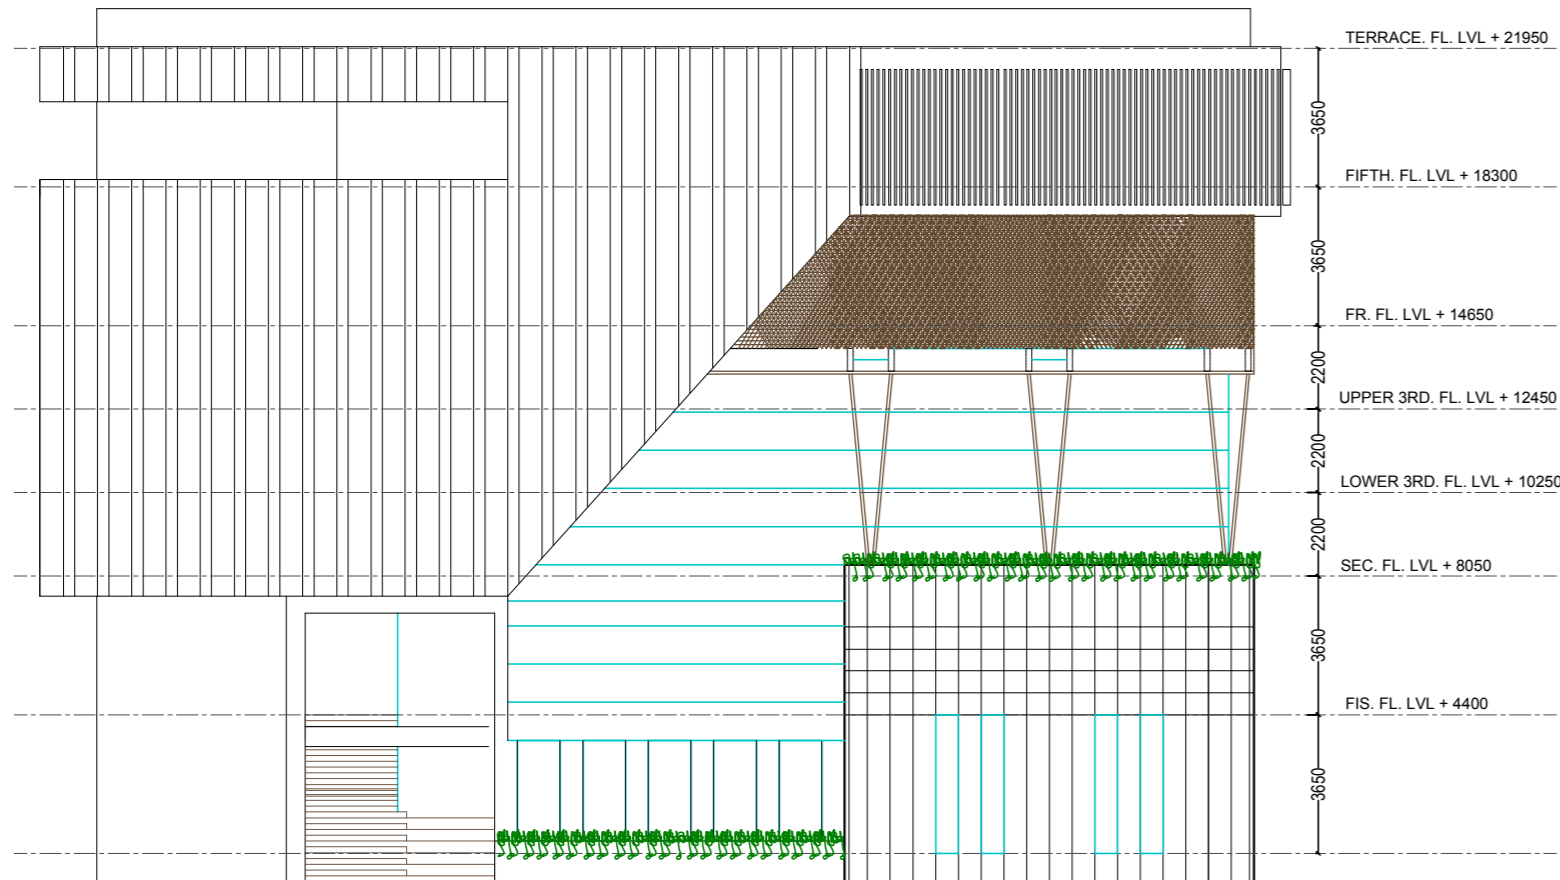 TERRACE. FL. LVL + 21950
3650
FIFTH. FL. LVL + 18300
3650
FR. FL. LVL + 14650
2200
UPPER 3RD. FL. LVL + 12450
2200
LOWER 3RD. FL. LVL + 10250
2200
SEC. FL. LVL + 8050
3650
FIS. FL. LVL + 4400
3650